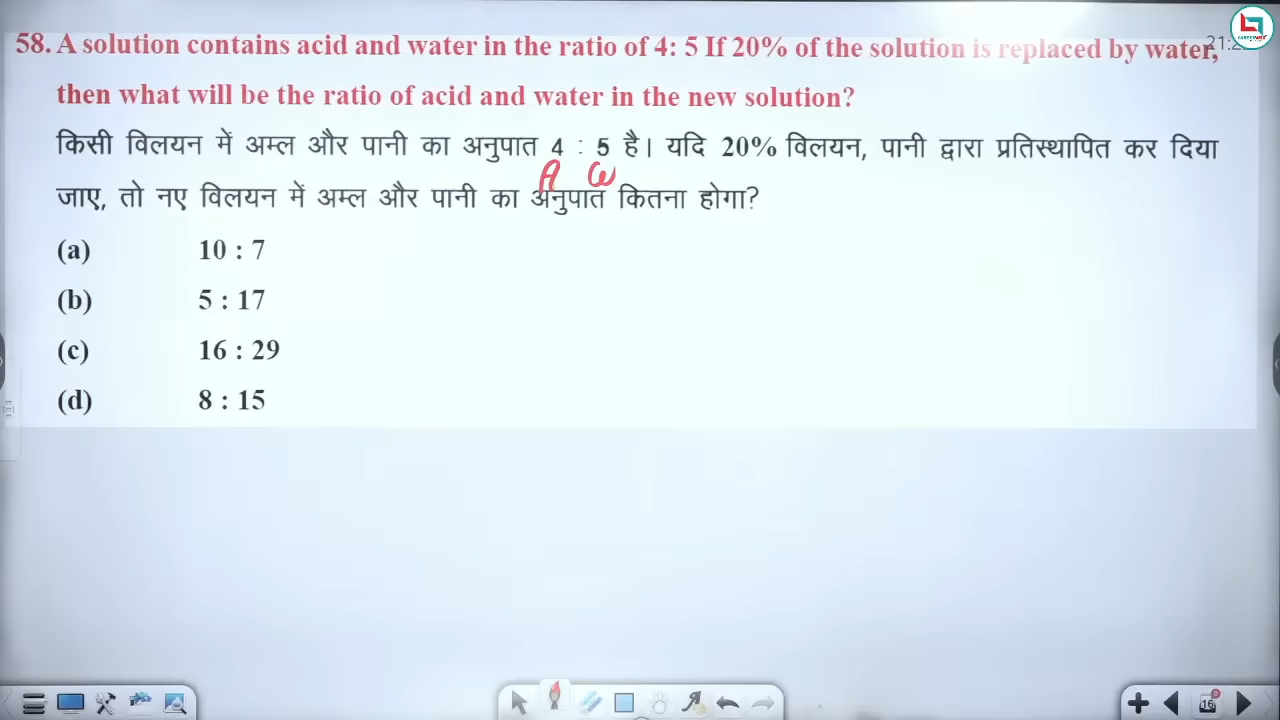 58. A solution contains acid and water in the ratio of 4: 5 If 20% of the solution is replaced by water,
then what will be the ratio of acid and water in the new solution?
किसी विलयन में अम्ल और पानी का अनुपात 4 : 5 है। यदि 20% विलयन, पानी द्वारा प्रतिस्थापित कर दिया
A W
जाए, तो नए विलयन में अम्ल और पानी का अनुपात कितना होगा?
(a) 10 : 7
(b) 5 : 17
(c) 16 : 29
(d) 8 : 15
16